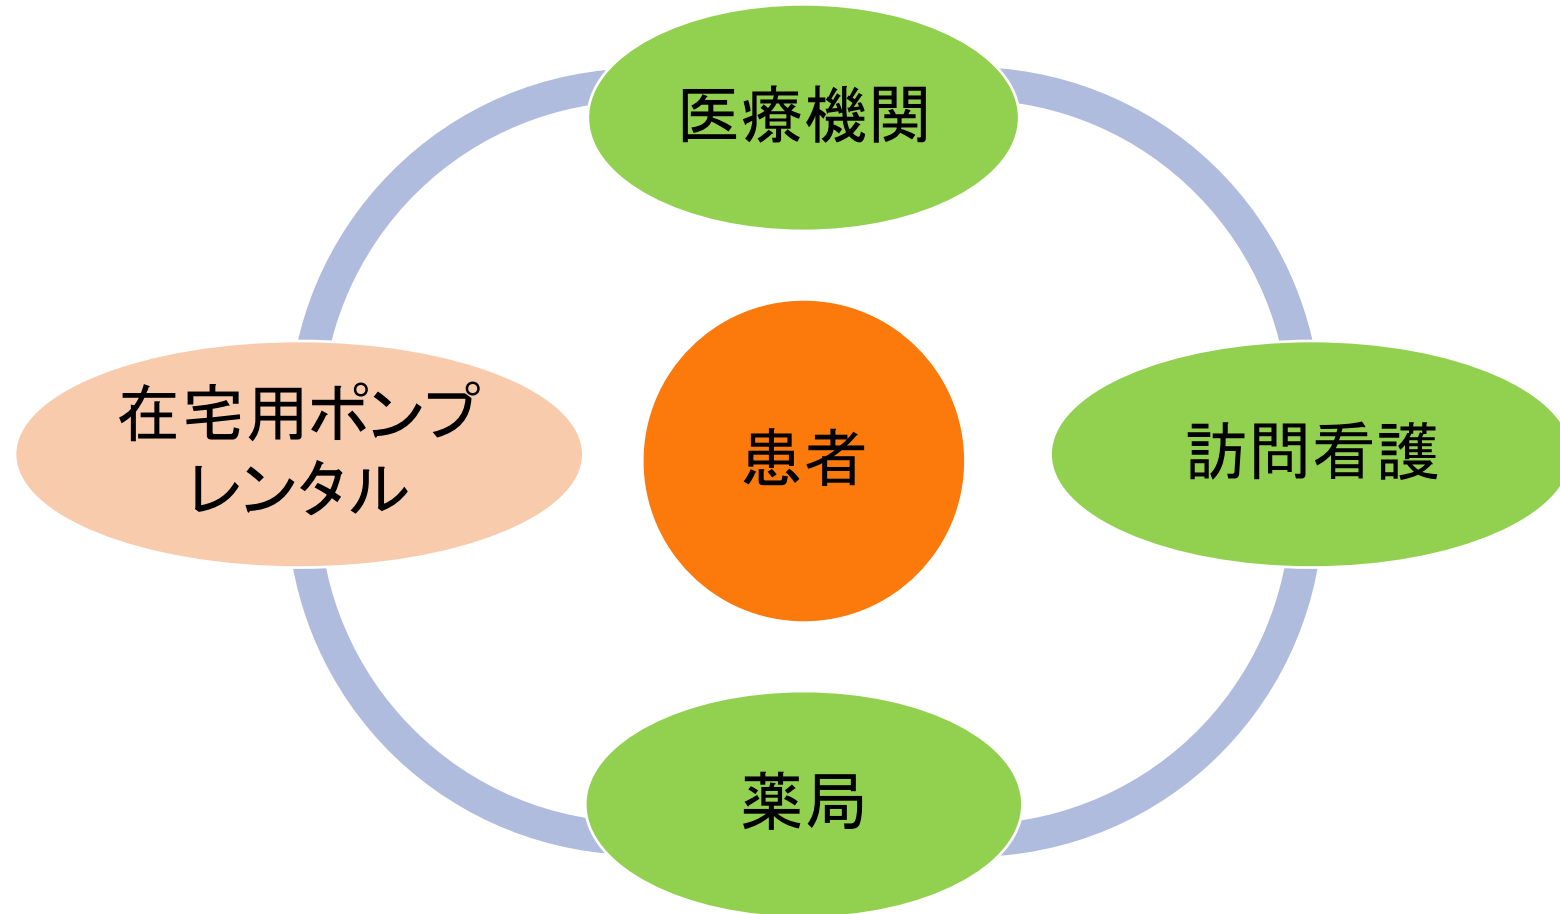 医療機関
在宅用ポンプ
レンタル
患者
訪問看護
薬局